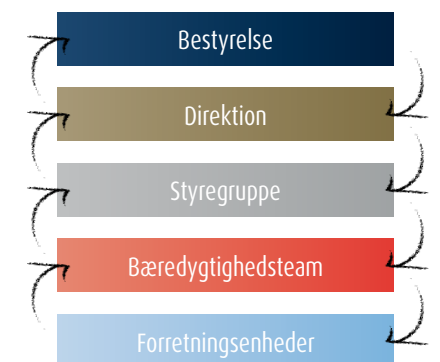 Bestyrelse
Direktion
Styregruppe
Bæredygtighedsteam
Forretningsenheder